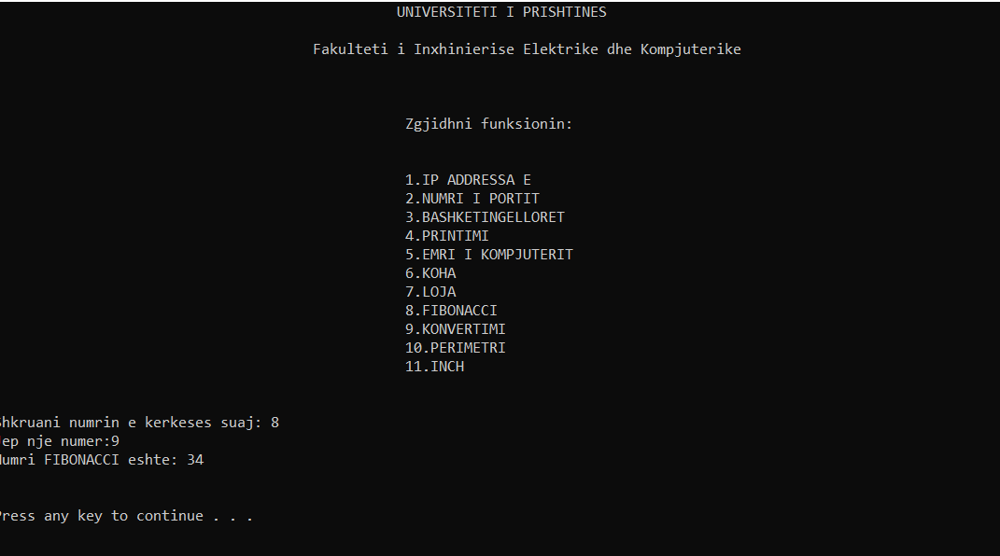 UNIVERSITETI I PRISHTINES
Fakulteti i Inxhinierise Elektrike dhe Kompjuterike
Zgjidhni funksionin:
1.IP ADDRESSA E
2.NUMRI I PORTIT
3.BASHKETINGELLORET
4.PRINTIMI
5.EMRI I KOMPJUTERIT
6.KOHA
7.LOJA
8.FIBONACCI
9.KONVERTIMI
10.PERIMETRI
11.INCH
Shkruani numrin e kerkeses suaj: 8
Jep nje numer:9
Numri FIBONACCI eshte: 34
Press any key to continue . . .